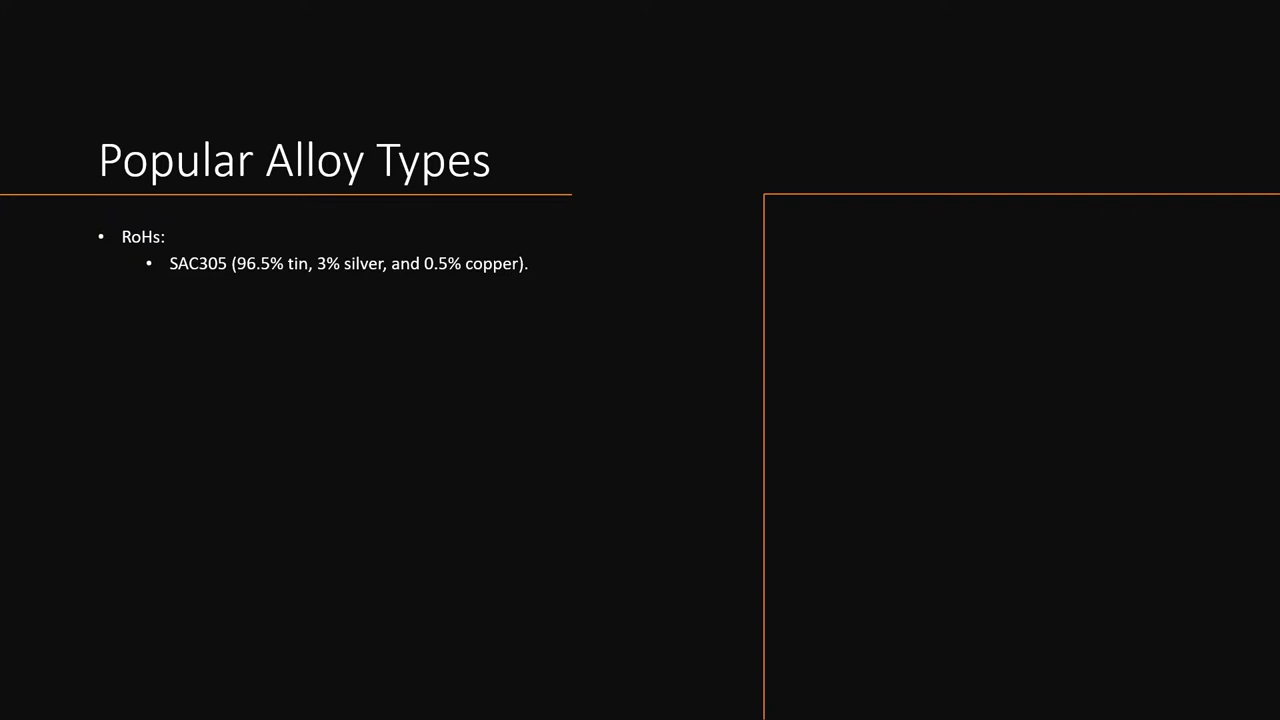 Popular Alloy Types
• RoHs:
• SAC305 (96.5% tin, 3% silver, and 0.5% copper).